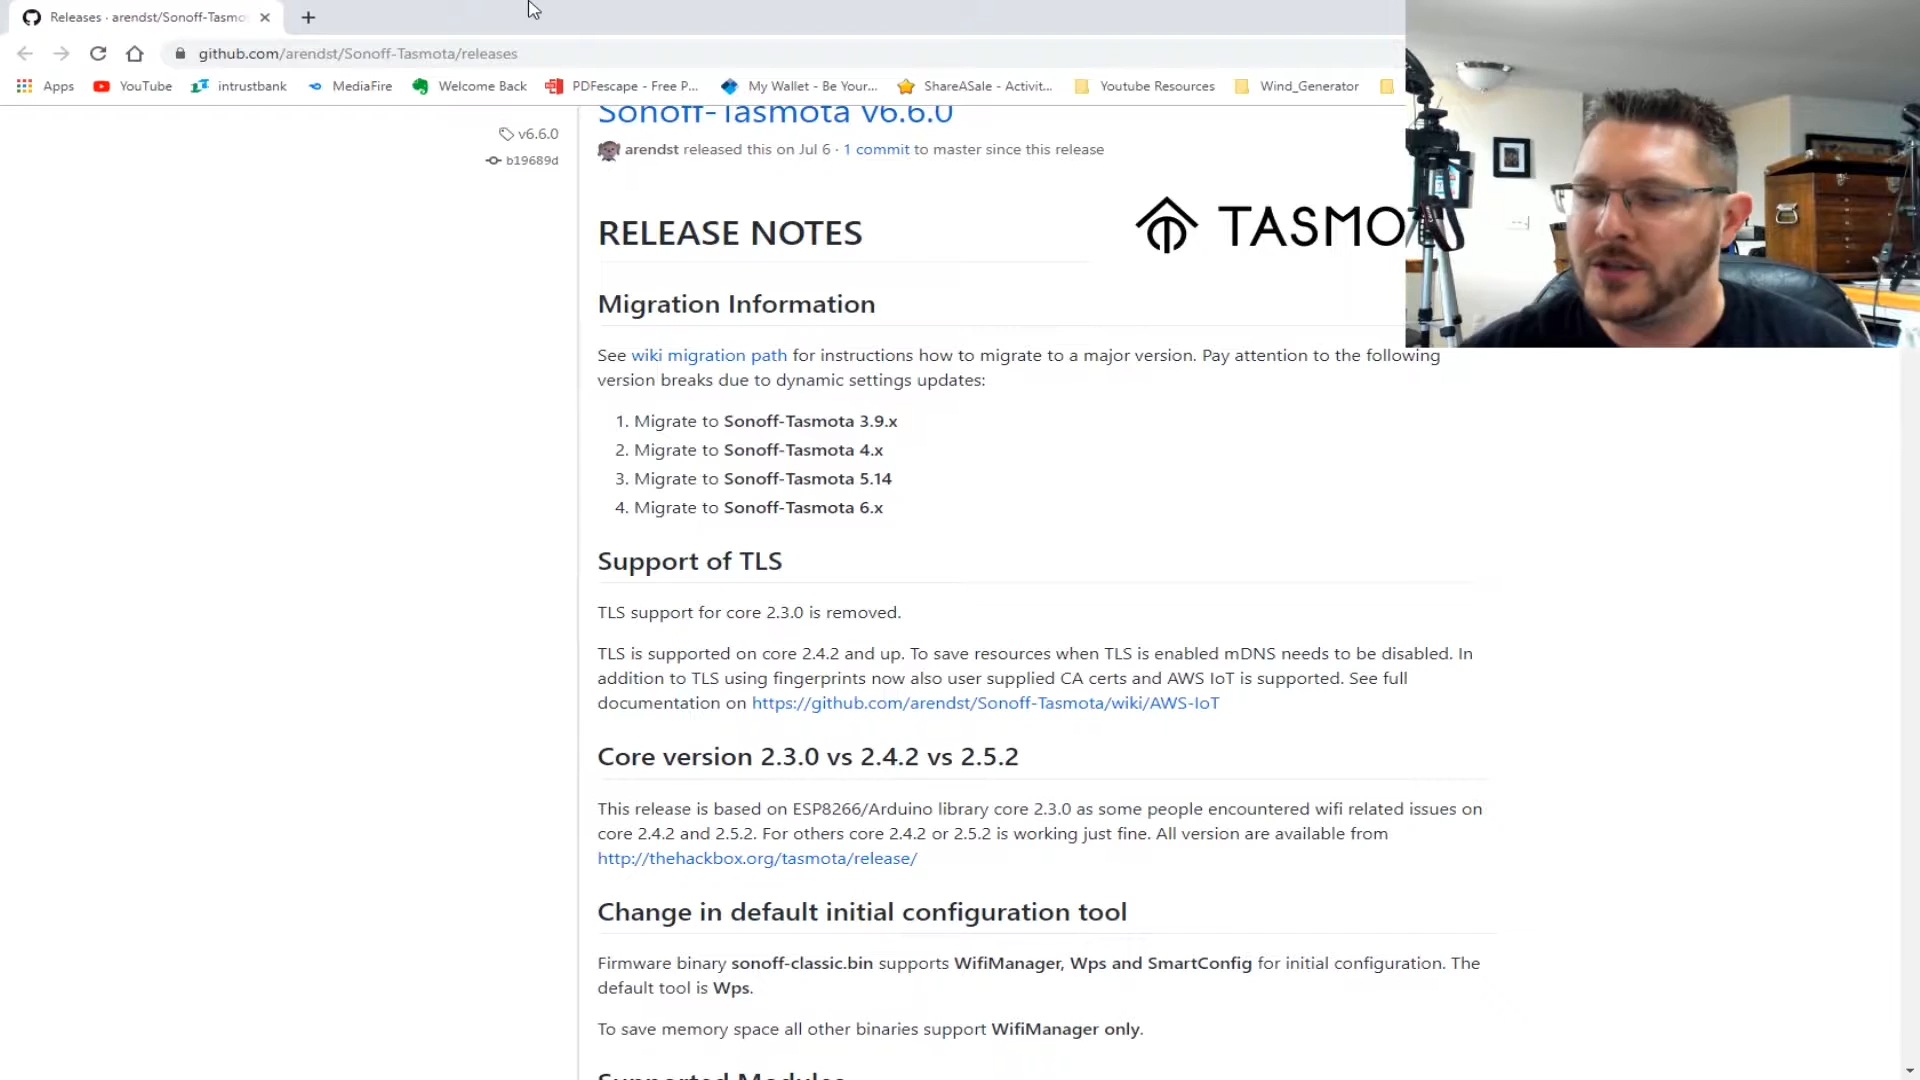 Releases · arendst/Sonoff-Tasmo
github.com/arendst/Sonoff-Tasmota/releases
Apps YouTube intrustbank MediaFire Welcome Back PDFescape - Free P... My Wallet - Be Your... ShareASale - Activit... Youtube Resources Wind_Generator
Sonoff-Tasmota v6.6.0
v6.6.0
arendst released this on Jul 6 · 1 commit to master since this release
b19689d
TASMO
RELEASE NOTES
Migration Information
See wiki migration path for instructions how to migrate to a major version. Pay attention to the following
version breaks due to dynamic settings updates:
1. Migrate to Sonoff-Tasmota 3.9.x
2. Migrate to Sonoff-Tasmota 4.x
3. Migrate to Sonoff-Tasmota 5.14
4. Migrate to Sonoff-Tasmota 6.x
Support of TLS
TLS support for core 2.3.0 is removed.
TLS is supported on core 2.4.2 and up. To save resources when TLS is enabled mDNS needs to be disabled. In
addition to TLS using fingerprints now also user supplied CA certs and AWS IoT is supported. See full
documentation on https://github.com/arendst/Sonoff-Tasmota/wiki/AWS-IoT
Core version 2.3.0 vs 2.4.2 vs 2.5.2
This release is based on ESP8266/Arduino library core 2.3.0 as some people encountered wifi related issues on
core 2.4.2 and 2.5.2. For others core 2.4.2 or 2.5.2 is working just fine. All version are available from
http://thehackbox.org/tasmota/release/
Change in default initial configuration tool
Firmware binary sonoff-classic.bin supports WifiManager, Wps and SmartConfig for initial configuration. The
default tool is Wps.
To save memory space all other binaries support WifiManager only.
Supported Modules